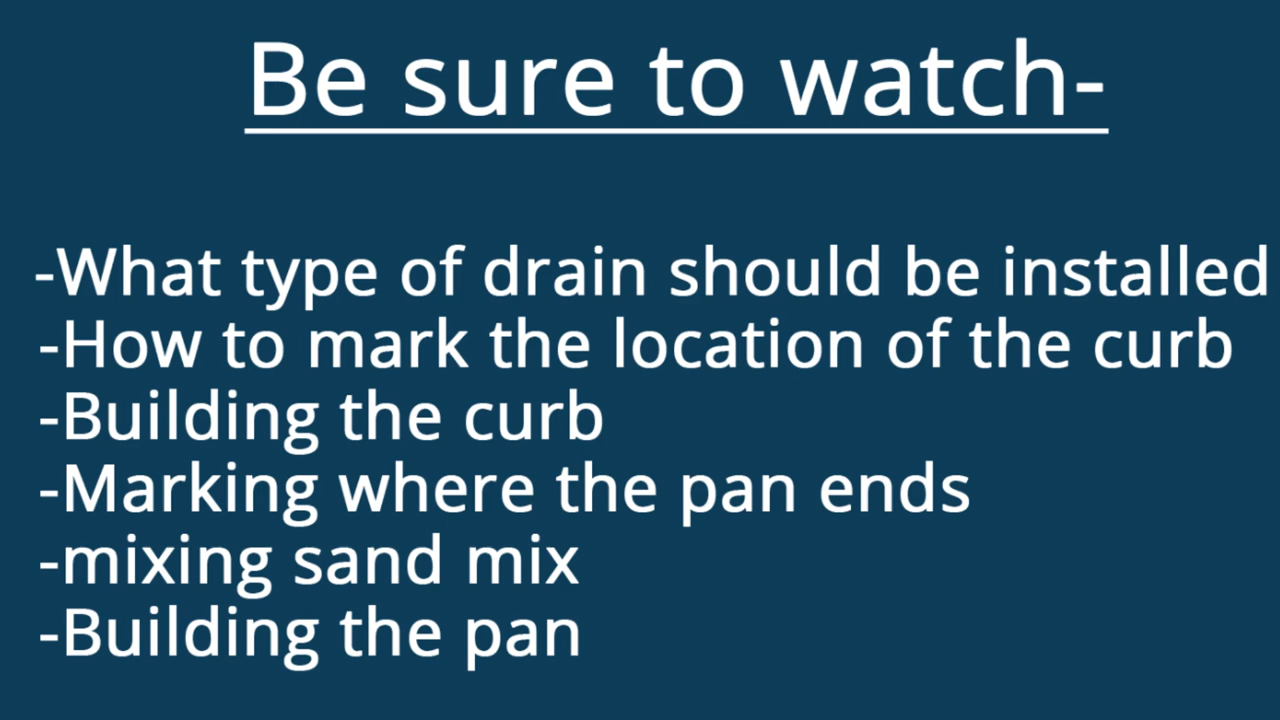 Be sure to watch-
-What type of drain should be installed
-How to mark the location of the curb
-Building the curb
-Marking where the pan ends
-mixing sand mix
-Building the pan